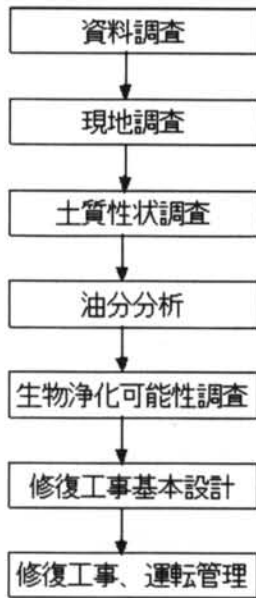 資料調査
現地調査
土質性状調査
油分分析
生物浄化可能性調査
修復工事基本設計
修復工事、運転管理